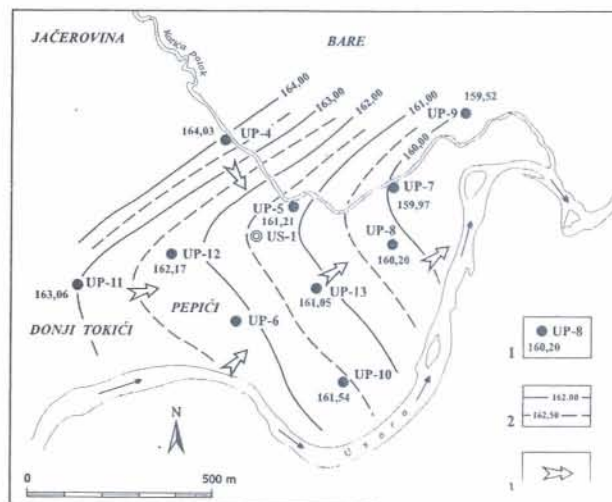 JAČEROVINA
BARE
164,00
163,00
162,00
161,00
159,52
UP-9
160,00
164,03
UP-4
UP-7
159,97
UP-5
161,21
US-1
UP-8
160,20
UP-12
162,17
UP-11
163,06
UP-13
161,05
PEPIĆI
UP-6
DONJI TOKIĆI
UP-10
161,54
Usora
N
0
500 m
1
UP-8
160,20
2
162.00
162,50